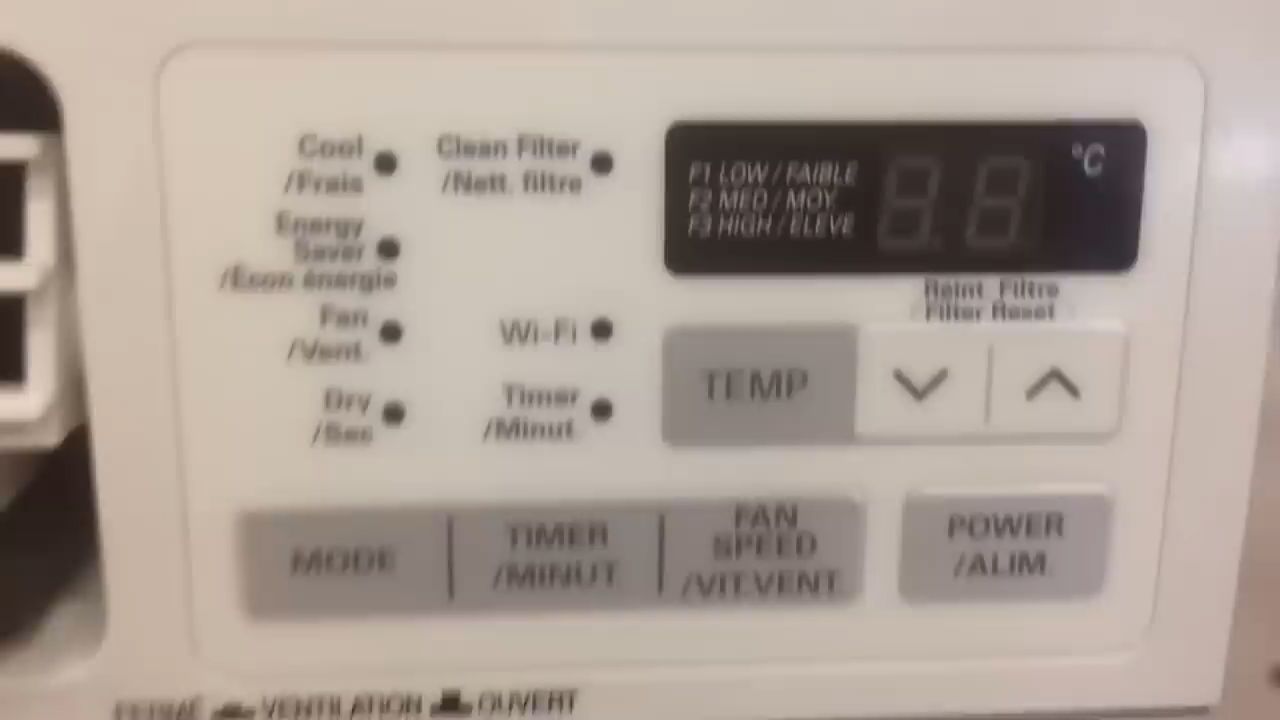 Cool
/Frais
Clean Filter
/Nett. filtre
Energy
Saver
/Econ énergie
Fan
/Vent.
Wi-Fi
Dry
/Sec
Timer
/Minut.
F1 LOW / FAIBLE
F2 MED / MOY.
F3 HIGH / ELEVE
°C
Reint. Filtre
Filter Reset
TEMP
MODE
TIMER
/MINUT.
FAN
SPEED
/VIT.VENT.
POWER
/ALIM.
FERMÉ VENTILATION OUVERT